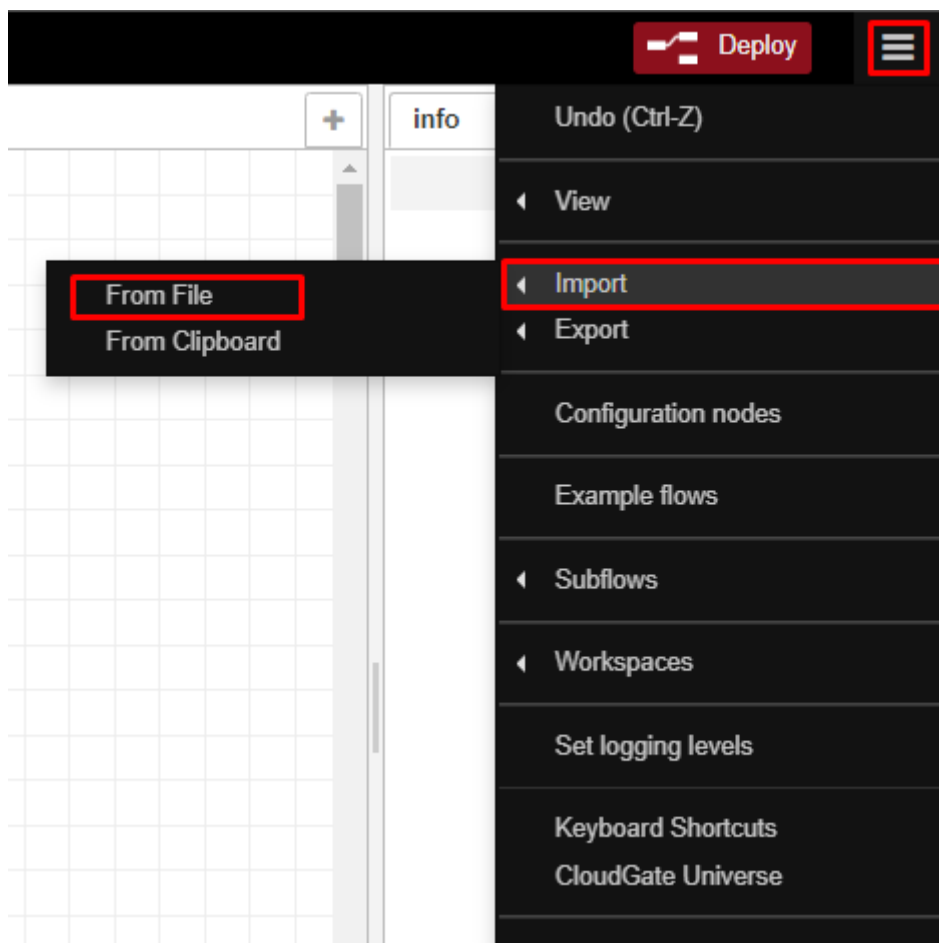 Deploy
info
Undo (Ctrl-Z)
View
Import
From File
From Clipboard
Export
Configuration nodes
Example flows
Subflows
Workspaces
Set logging levels
Keyboard Shortcuts
CloudGate Universe